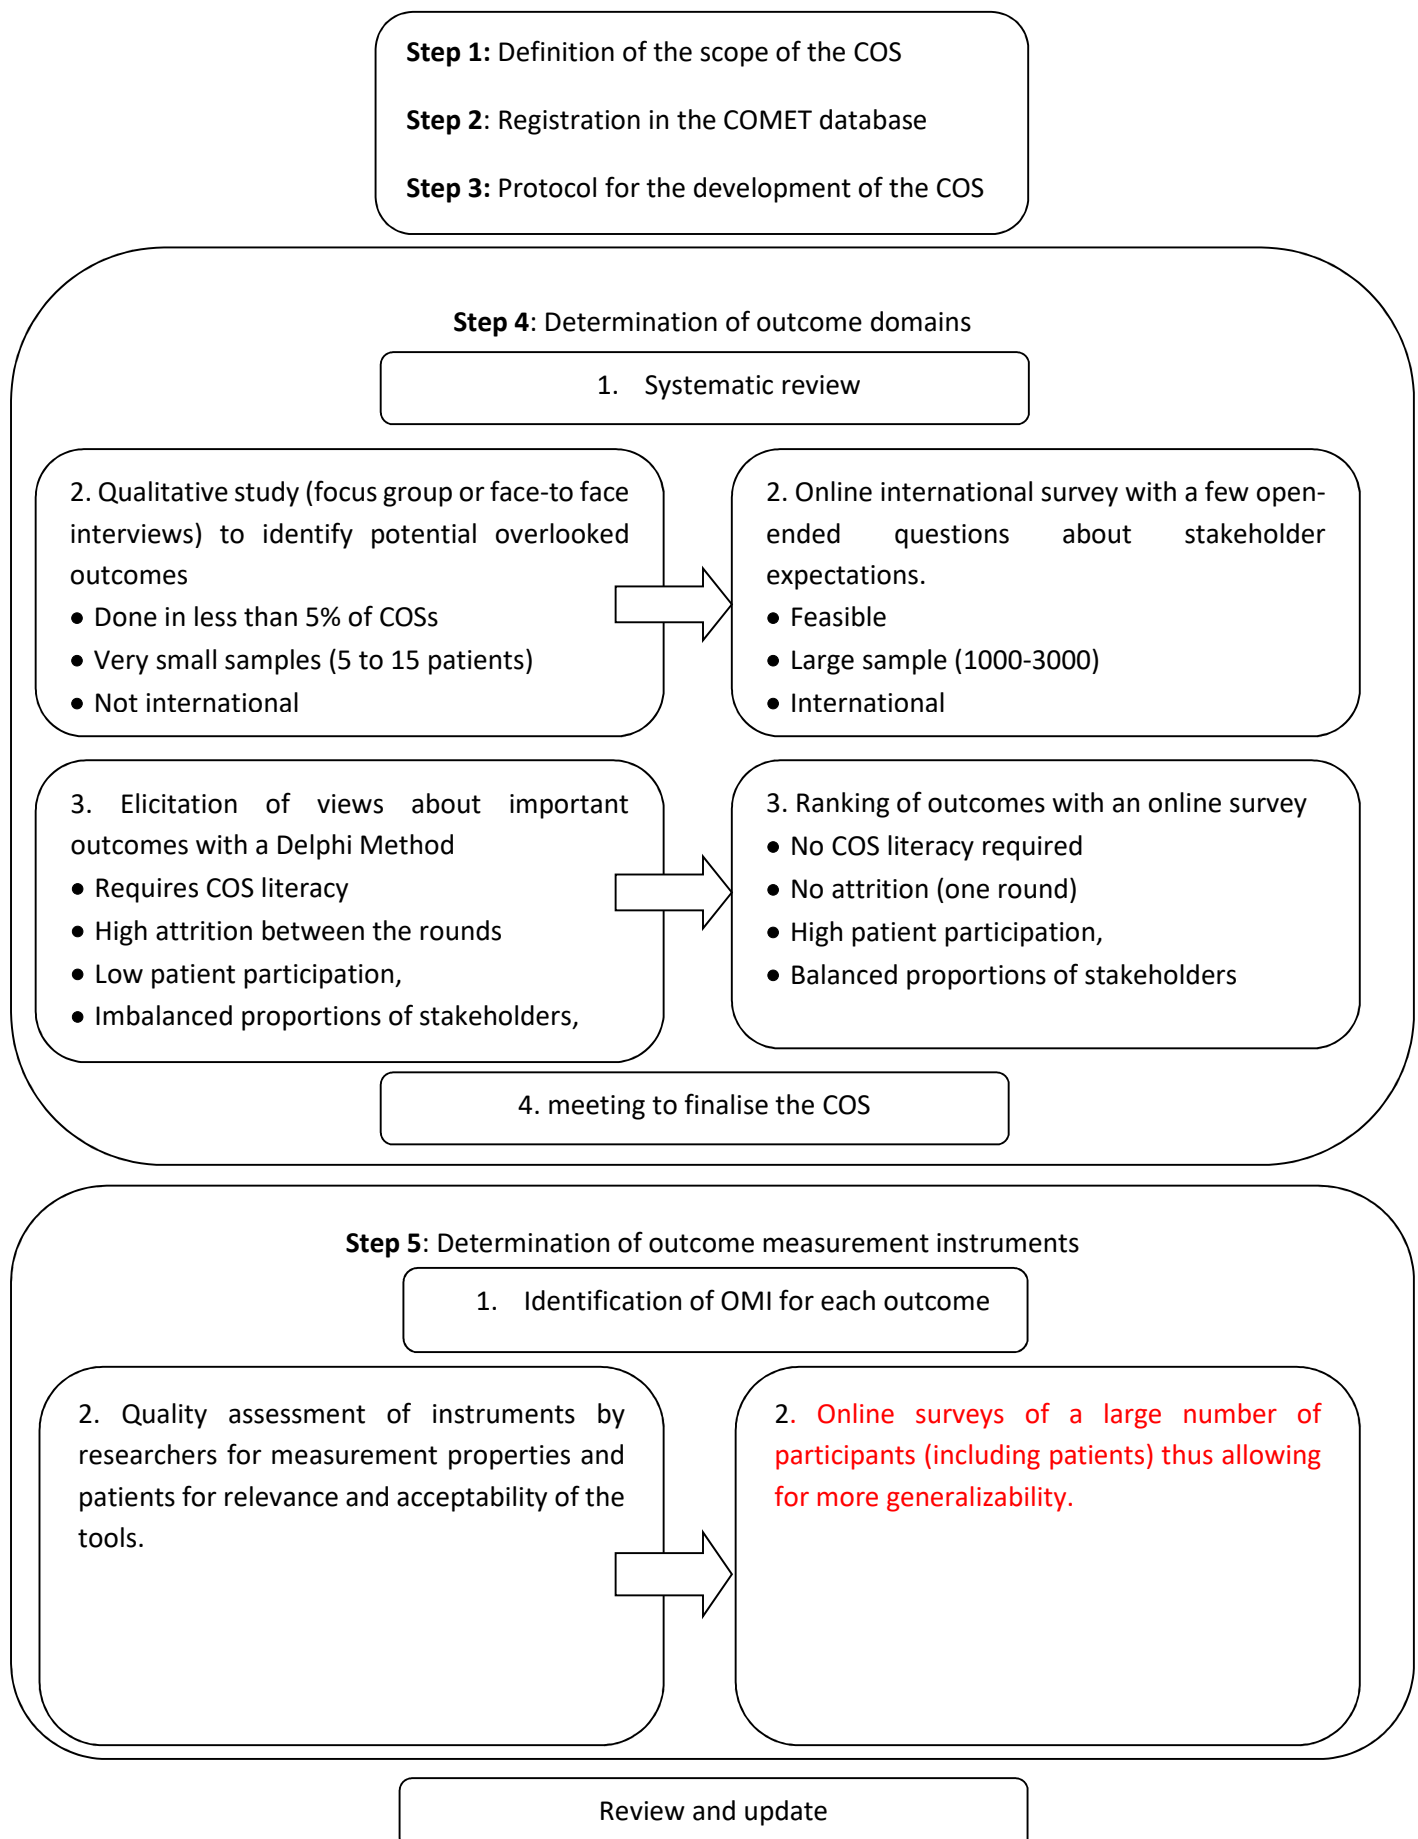 Step 1: Definition of the scope of the COS
Step 2: Registration in the COMET database
Step 3: Protocol for the development of the COS
Step 4: Determination of outcome domains
1. Systematic review
2. Qualitative study (focus group or face-to face
interviews) to identify potential overlooked
outcomes
• Done in less than 5% of COSs
• Very small samples (5 to 15 patients)
• Not international
2. Online international survey with a few open-
ended questions about stakeholder
expectations.
• Feasible
• Large sample (1000-3000)
• International
3. Elicitation of views about important
outcomes with a Delphi Method
• Requires COS literacy
• High attrition between the rounds
• Low patient participation,
• Imbalanced proportions of stakeholders,
3. Ranking of outcomes with an online survey
• No COS literacy required
• No attrition (one round)
• High patient participation,
• Balanced proportions of stakeholders
4. meeting to finalise the COS
Step 5: Determination of outcome measurement instruments
1. Identification of OMI for each outcome
2. Quality assessment of instruments by
researchers for measurement properties and
patients for relevance and acceptability of the
tools.
2. Online surveys of a large number of
participants (including patients) thus allowing
for more generalizability.
Review and update